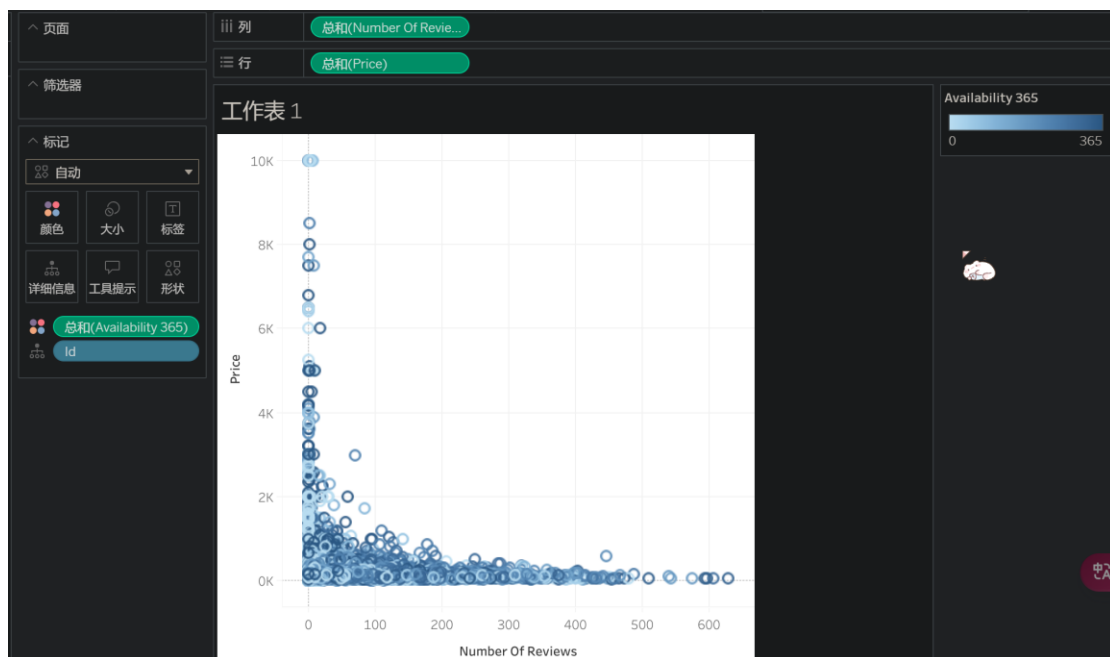 页面
iii 列
总和(Number Of Revie...
行
总和(Price)
筛选器
工作表 1
Availability 365
0
365
标记
自动
颜色
大小
标签
详细信息
工具提示
形状
总和(Availability 365)
Id
10K
8K
6K
4K
2K
0K
Price
0
100
200
300
400
500
600
Number Of Reviews